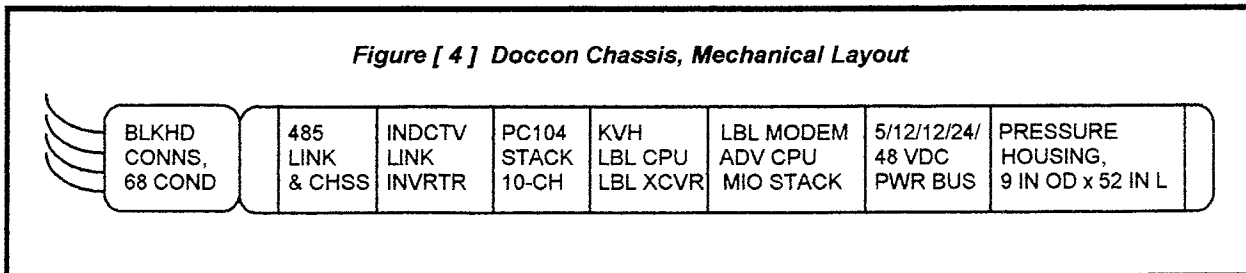 Figure [ 4 ] Doccon Chassis, Mechanical Layout
BLKHD
CONNS,
68 COND
485
LINK
& CHSS
INDCTV
LINK
INVRTR
PC104
STACK
10-CH
KVH
LBL CPU
LBL XCVR
LBL MODEM
ADV CPU
MIO STACK
5/12/12/24/
48 VDC
PWR BUS
PRESSURE
HOUSING,
9 IN OD x 52 IN L